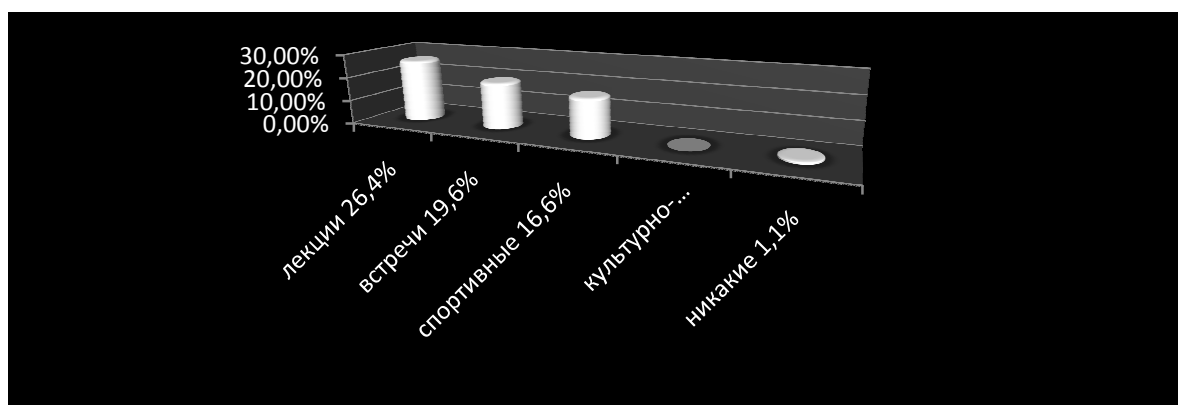 30,00%
20,00%
10,00%
0,00%
лекции 26,4%
встречи 19,6%
спортивные 16,6%
культурно-...
никакие 1,1%